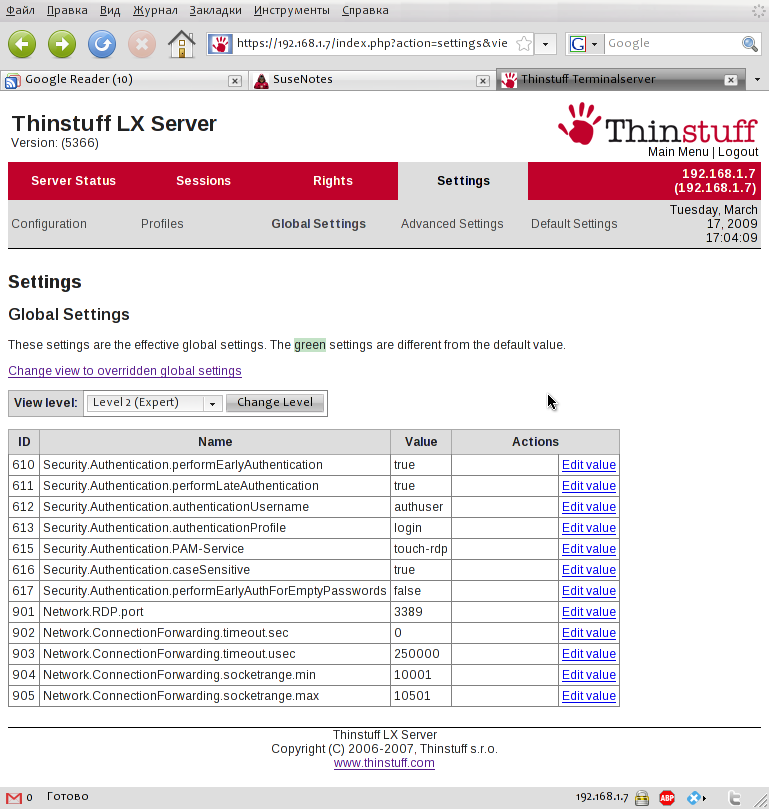 Файл Правка Вид Журнал Закладки Инструменты Справка
https://192.168.1.7/index.php?action=settings&vie
G Google
Google Reader (10) SuseNotes Thinstuff Terminalserver
Thinstuff LX Server
Version: (5366)
Thinstuff
Main Menu | Logout
Server Status Sessions Rights Settings 192.168.1.7
(192.168.1.7)
Configuration Profiles Global Settings Advanced Settings Default Settings Tuesday, March
17, 2009
17:04:09
Settings
Global Settings
These settings are the effective global settings. The green settings are different from the default value.
Change view to overridden global settings
View level: Level 2 (Expert) Change Level
ID Name Value Actions
610 Security.Authentication.performEarlyAuthentication true Edit value
611 Security.Authentication.performLateAuthentication true Edit value
612 Security.Authentication.authenticationUsername authuser Edit value
613 Security.Authentication.authenticationProfile login Edit value
615 Security.Authentication.PAM-Service touch-rdp Edit value
616 Security.Authentication.caseSensitive true Edit value
617 Security.Authentication.performEarlyAuthForEmptyPasswords false Edit value
901 Network.RDP.port 3389 Edit value
902 Network.ConnectionForwarding.timeout.sec 0 Edit value
903 Network.ConnectionForwarding.timeout.usec 250000 Edit value
904 Network.ConnectionForwarding.socketrange.min 10001 Edit value
905 Network.ConnectionForwarding.socketrange.max 10501 Edit value
Thinstuff LX Server
Copyright (C) 2006-2007, Thinstuff s.r.o.
www.thinstuff.com
0 Готово 192.168.1.7 ABP